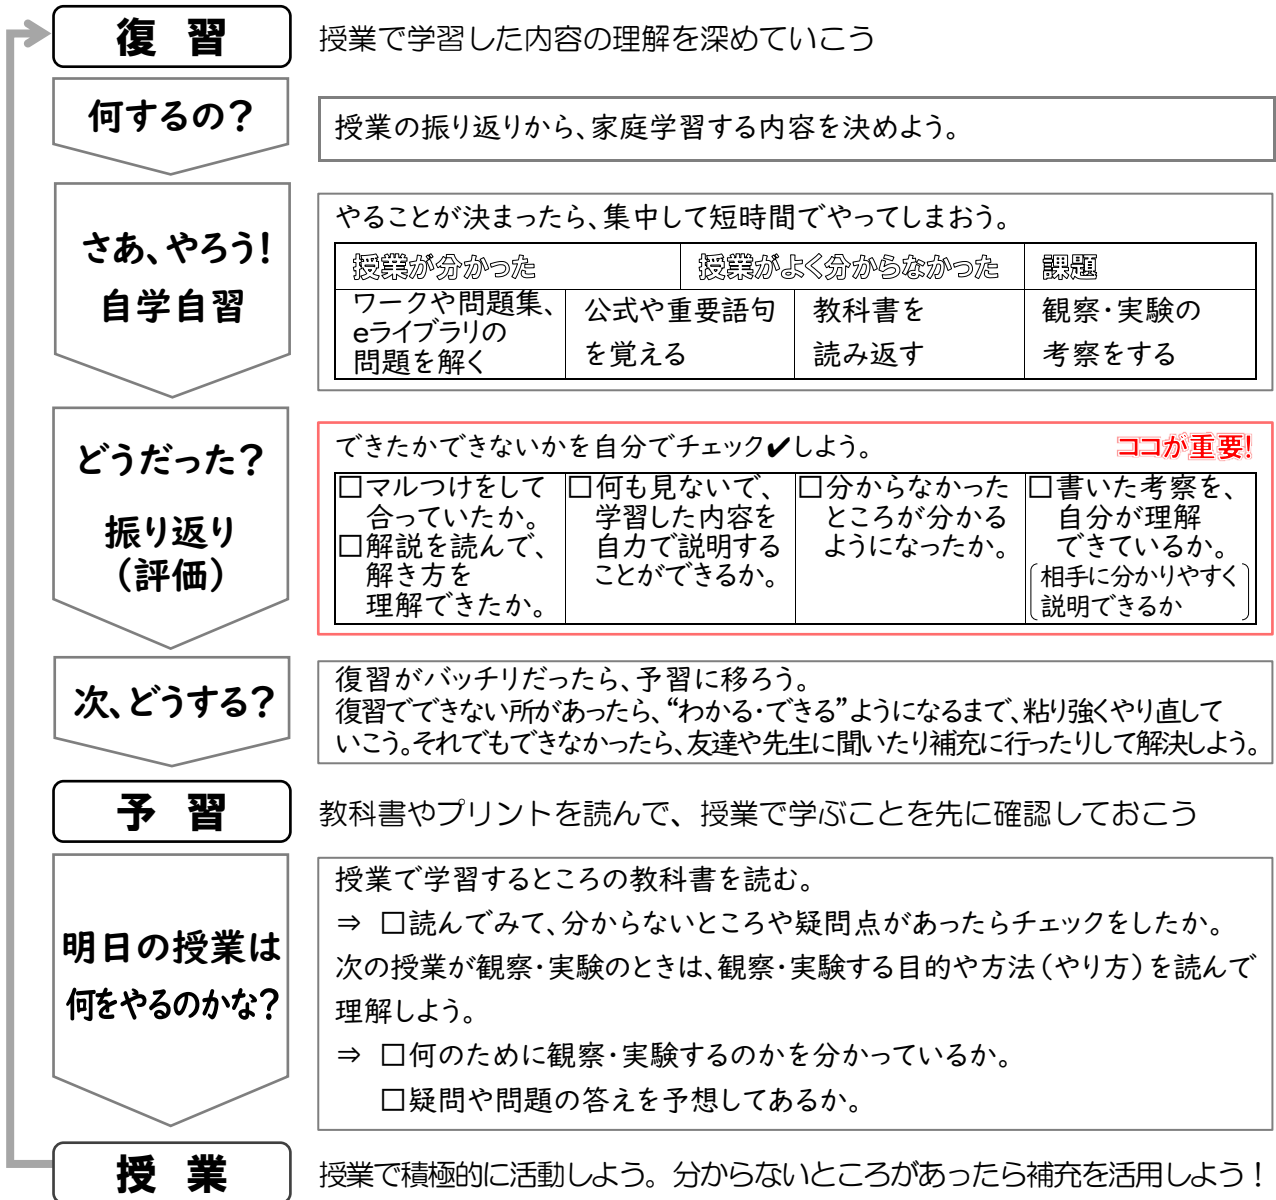 復 習
授業で学習した内容の理解を深めていこう
何するの？
授業の振り返りから、家庭学習する内容を決めよう。
さあ、やろう！
自学自習
やることが決まったら、集中して短時間でやってしまおう。
授業が分かった
授業がよく分からなかった
課題
ワークや問題集、
eライブラリの
問題を解く
公式や重要語句
を覚える
教科書を
読み返す
観察・実験の
考察をする
どうだった？
振り返り
（評価）
できたかできないかを自分でチェック✔しよう。
ココが重要！
□マルつけをして
合っていたか。
□解説を読んで、
解き方を
理解できたか。
□何も見ないで、
学習した内容を
自力で説明する
ことができるか。
□分からなかった
ところが分かる
ようになったか。
□書いた考察を、
自分が理解
できているか。
相手に分かりやすく
説明できるか
次、どうする？
復習がバッチリだったら、予習に移ろう。
復習でできない所があったら、“わかる・できる”ようになるまで、粘り強くやり直して
いこう。それでもできなかったら、友達や先生に聞いたり補充に行ったりして解決しよう。
予 習
教科書やプリントを読んで、授業で学ぶことを先に確認しておこう
明日の授業は
何をやるのかな？
授業で学習するところの教科書を読む。
⇒ □読んでみて、分からないところや疑問点があったらチェックをしたか。
次の授業が観察・実験のときは、観察・実験する目的や方法（やり方）を読んで
理解しよう。
⇒ □何のために観察・実験するのかを分かっているか。
□疑問や問題の答えを予想してあるか。
授 業
授業で積極的に活動しよう。分からないところがあったら補充を活用しよう！